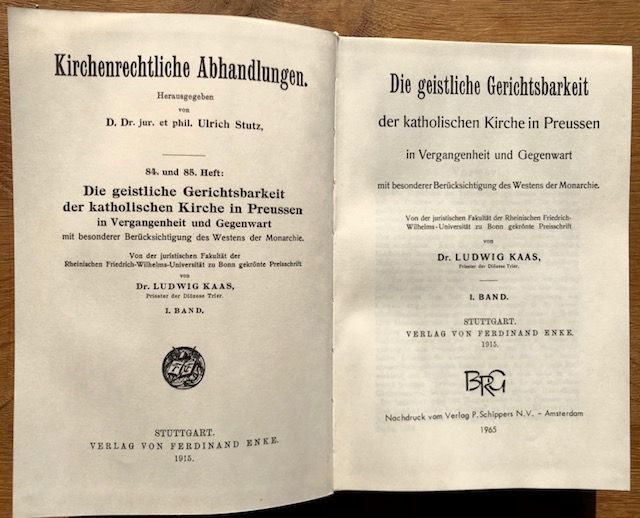 Kirchenrechtliche Abhandlungen.
Herausgegeben
von
D. Dr. jur. et phil. Ulrich Stutz,
84. und 85. Heft:
Die geistliche Gerichtsbarkeit
der katholischen Kirche in Preussen
in Vergangenheit und Gegenwart
mit besonderer Berücksichtigung des Westens der Monarchie.
Von der juristischen Fakultät der
Rheinischen Friedrich-Wilhelms-Universität zu Bonn gekrönte Preisschrift
von
Dr. LUDWIG KAAS,
Priester der Diözese Trier.
I. BAND.
STUTTGART.
VERLAG VON FERDINAND ENKE.
1915.
Die geistliche Gerichtsbarkeit
der katholischen Kirche in Preussen
in Vergangenheit und Gegenwart
mit besonderer Berücksichtigung des Westens der Monarchie.
Von der juristischen Fakultät der Rheinischen Friedrich-
Wilhelms-Universität zu Bonn gekrönte Preisschrift
von
Dr. LUDWIG KAAS,
Priester der Diözese Trier.
I. BAND.
STUTTGART.
VERLAG VON FERDINAND ENKE.
1915.
BRG
Nachdruck vom Verlag P. Schippers N.V. – Amsterdam
1965